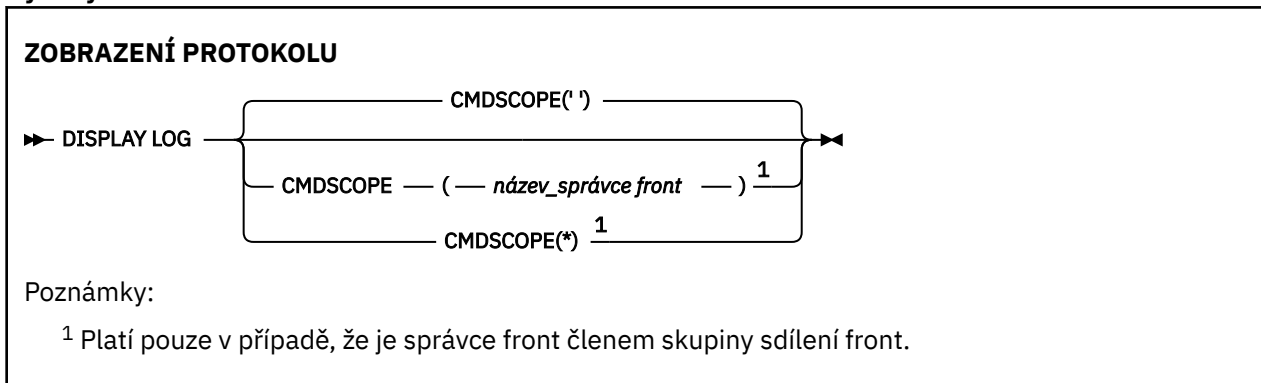 ZOBRAZENÍ PROTOKOLU
CMDSCOPE(' ')
DISPLAY LOG
CMDSCOPE ( název_správce front ) 1
CMDSCOPE(*) 1
Poznámky:
1 Platí pouze v případě, že je správce front členem skupiny sdílení front.